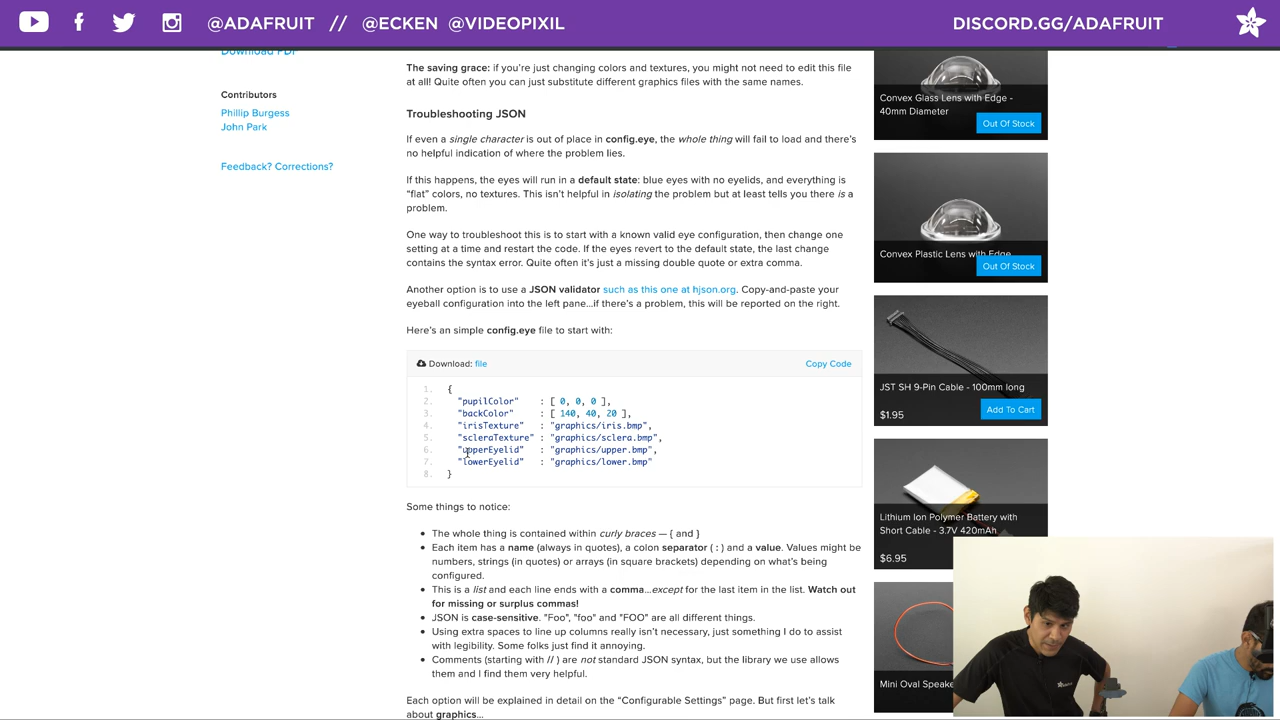 @ADAFRUIT // @ECKEN @VIDEOPIXIL
DISCORD.GG/ADAFRUIT
Download PDF
Contributors
Phillip Burgess
John Park
Feedback? Corrections?
The saving grace: if you're just changing colors and textures, you might not need to edit this file
at all! Quite often you can just substitute different graphics files with the same names.
Troubleshooting JSON
If even a single character is out of place in config.eye, the whole thing will fail to load and there's
no helpful indication of where the problem lies.
If this happens, the eyes will run in a default state: blue eyes with no eyelids, and everything is
“flat” colors, no textures. This isn't helpful in isolating the problem but at least tells you there is a
problem.
One way to troubleshoot this is to start with a known valid eye configuration, then change one
setting at a time and restart the code. If the eyes revert to the default state, the last change
contains the syntax error. Quite often it's just a missing double quote or extra comma.
Another option is to use a JSON validator such as this one at hjson.org. Copy-and-paste your
eyeball configuration into the left pane…if there's a problem, this will be reported on the right.
Here's an simple config.eye file to start with:
Download: file
Copy Code
1. {
2. "pupilColor" : [ 0, 0, 0 ],
3. "backColor" : [ 140, 40, 20 ],
4. "irisTexture" : "graphics/iris.bmp",
5. "scleraTexture" : "graphics/sclera.bmp",
6. "upperEyelid" : "graphics/upper.bmp",
7. "lowerEyelid" : "graphics/lower.bmp"
8. }
Some things to notice:
The whole thing is contained within curly braces — { and }
Each item has a name (always in quotes), a colon separator ( : ) and a value. Values might be
numbers, strings (in quotes) or arrays (in square brackets) depending on what's being
configured.
This is a list and each line ends with a comma…except for the last item in the list. Watch out
for missing or surplus commas!
JSON is case-sensitive. "Foo", "foo" and "FOO" are all different things.
Using extra spaces to line up columns really isn't necessary, just something I do to assist
with legibility. Some folks just find it annoying.
Comments (starting with // ) are not standard JSON syntax, but the library we use allows
them and I find them very helpful.
Each option will be explained in detail on the “Configurable Settings” page. But first let's talk
about graphics…
Convex Glass Lens with Edge -
40mm Diameter
Out Of Stock
Convex Plastic Lens with Edge
Out Of Stock
JST SH 9-Pin Cable - 100mm long
$1.95
Add To Cart
Lithium Ion Polymer Battery with
Short Cable - 3.7V 420mAh
$6.95
Mini Oval Speake